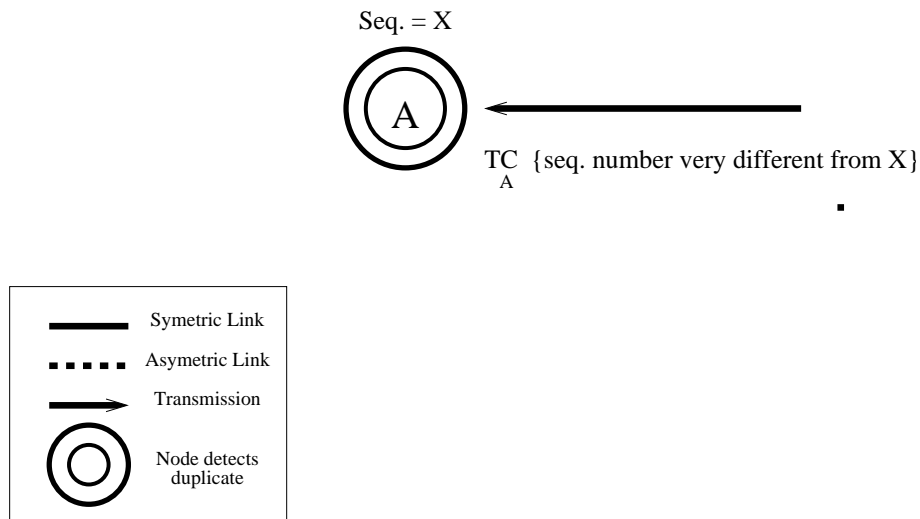 Seq. = X
A
TC {seq. number very different from X}
A
Symetric Link
Asymetric Link
Transmission
Node detects
duplicate